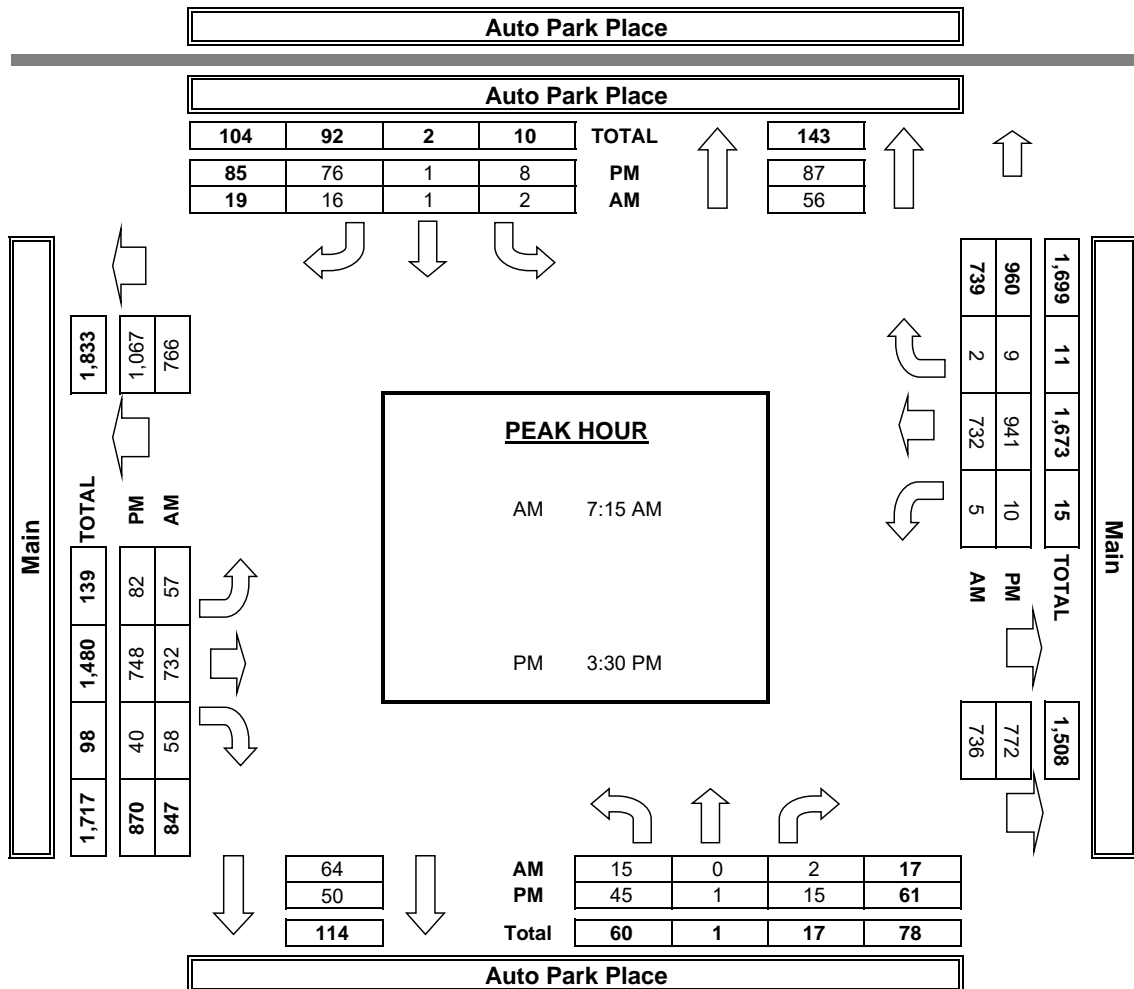 Auto Park Place
Auto Park Place
104 92 2 10 TOTAL 143
85 76 1 8 PM 87
19 16 1 2 AM 56
Main
1,833
1,067
766
TOTAL 139 1,480 98 1,717
PM 82 748 40 870
AM 57 732 58 847
PEAK HOUR
AM 7:15 AM
PM 3:30 PM
1,699 11 1,673 15 TOTAL 1,508
960 9 941 10 PM 772
739 2 732 5 AM 736
Main
64 AM 15 0 2 17
50 PM 45 1 15 61
114 Total 60 1 17 78
Auto Park Place